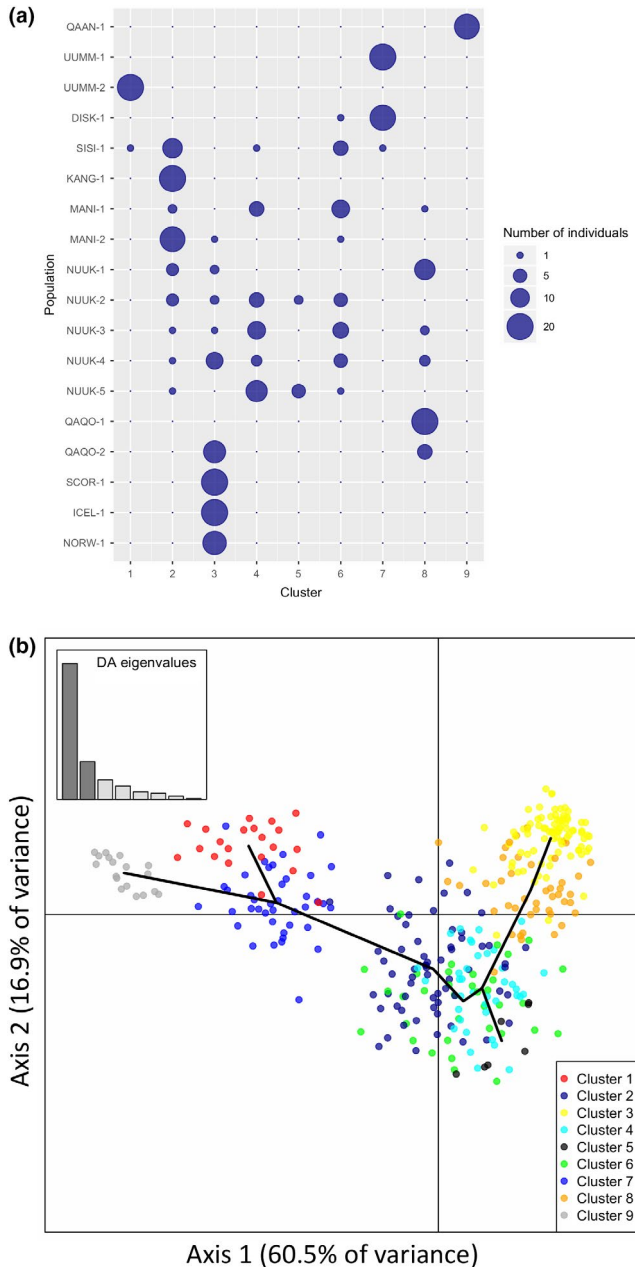 (a)
QAAN-1
UUMM-1
UUMM-2
DISK-1
SISI-1
KANG-1
MANI-1
MANI-2
NUUK-1
NUUK-2
NUUK-3
NUUK-4
NUUK-5
QAQO-1
QAQO-2
SCOR-1
ICEL-1
NORW-1
Population
1 2 3 4 5 6 7 8 9
Cluster
Number of individuals
1
5
10
20
(b)
DA eigenvalues
Axis 2 (16.9% of variance)
Cluster 1
Cluster 2
Cluster 3
Cluster 4
Cluster 5
Cluster 6
Cluster 7
Cluster 8
Cluster 9
Axis 1 (60.5% of variance)